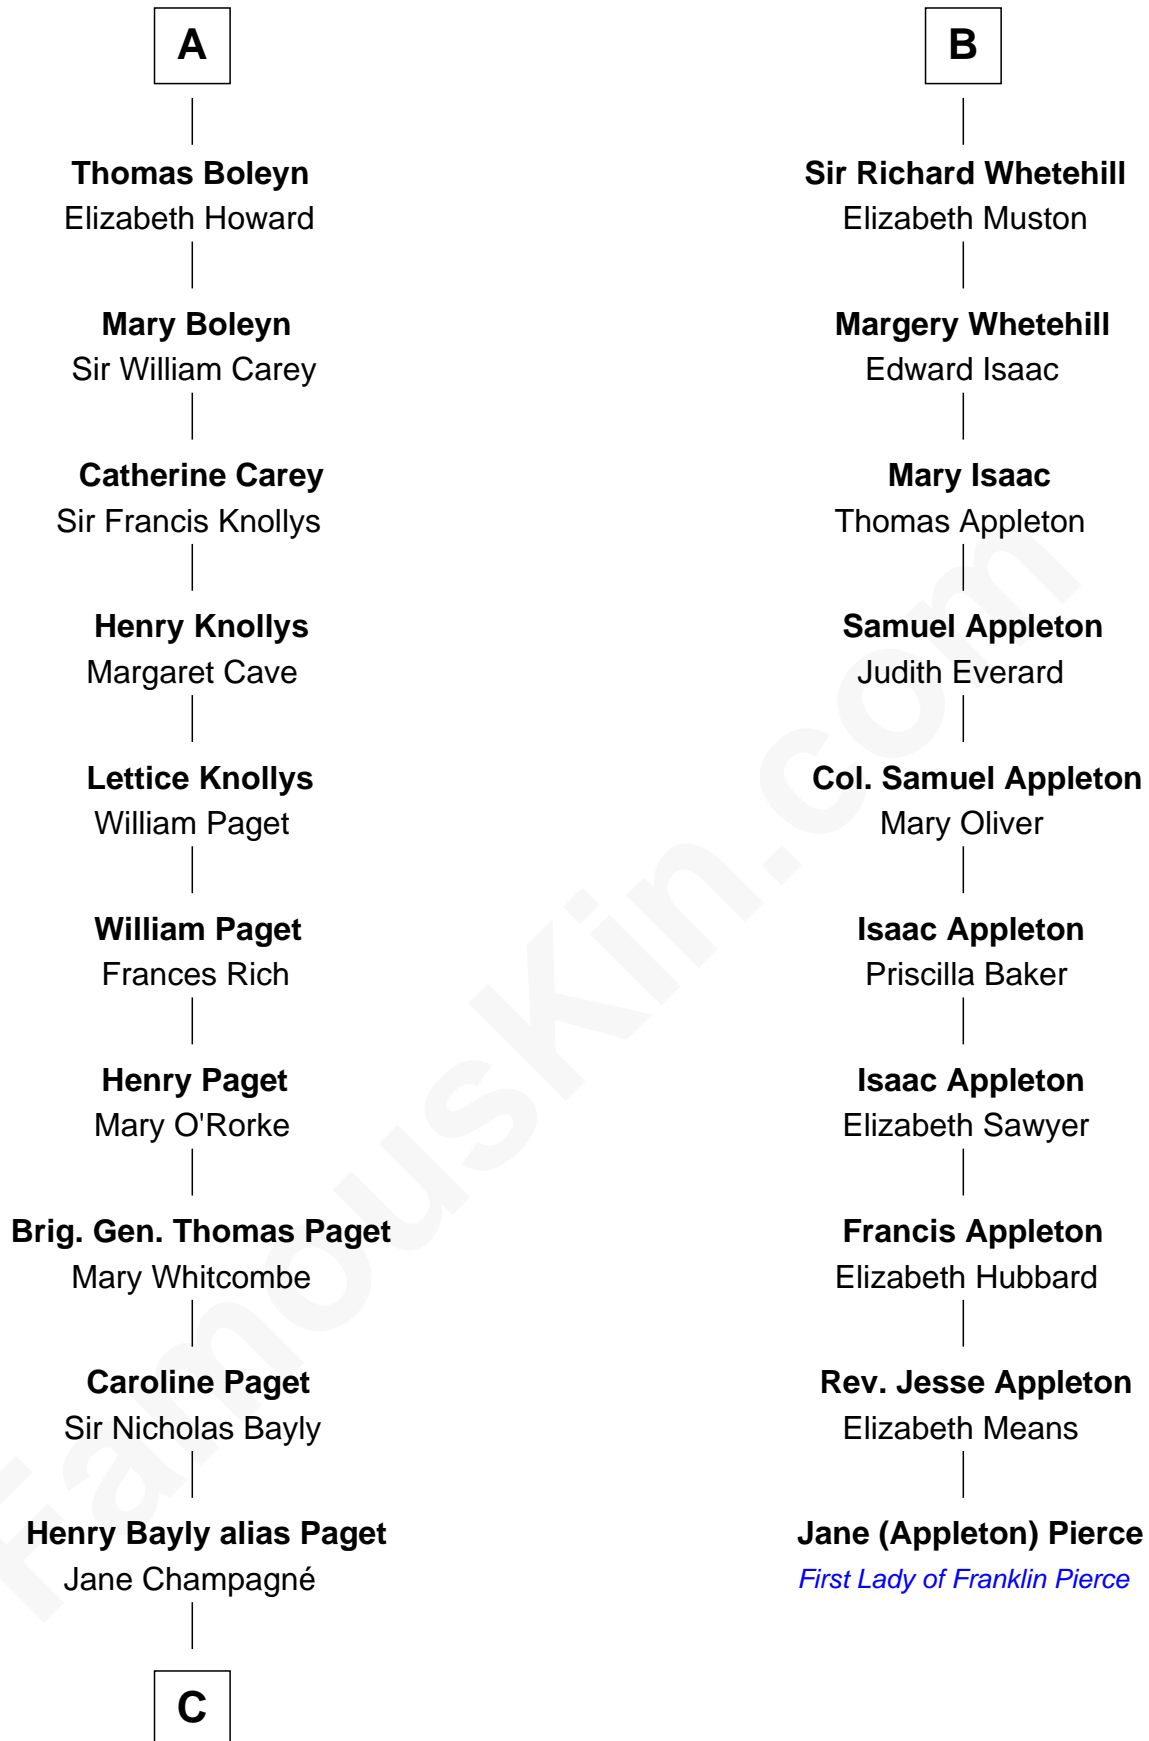 A
Thomas Boleyn
Elizabeth Howard
Mary Boleyn
Sir William Carey
Catherine Carey
Sir Francis Knollys
Henry Knollys
Margaret Cave
Lettice Knollys
William Paget
William Paget
Frances Rich
Henry Paget
Mary O'Rorke
Brig. Gen. Thomas Paget
Mary Whitcombe
Caroline Paget
Sir Nicholas Bayly
Henry Bayly alias Paget
Jane Champagné
C
B
Sir Richard Whetehill
Elizabeth Muston
Margery Whetehill
Edward Isaac
Mary Isaac
Thomas Appleton
Samuel Appleton
Judith Everard
Col. Samuel Appleton
Mary Oliver
Isaac Appleton
Priscilla Baker
Isaac Appleton
Elizabeth Sawyer
Francis Appleton
Elizabeth Hubbard
Rev. Jesse Appleton
Elizabeth Means
Jane (Appleton) Pierce
First Lady of Franklin Pierce
FamousKin.com